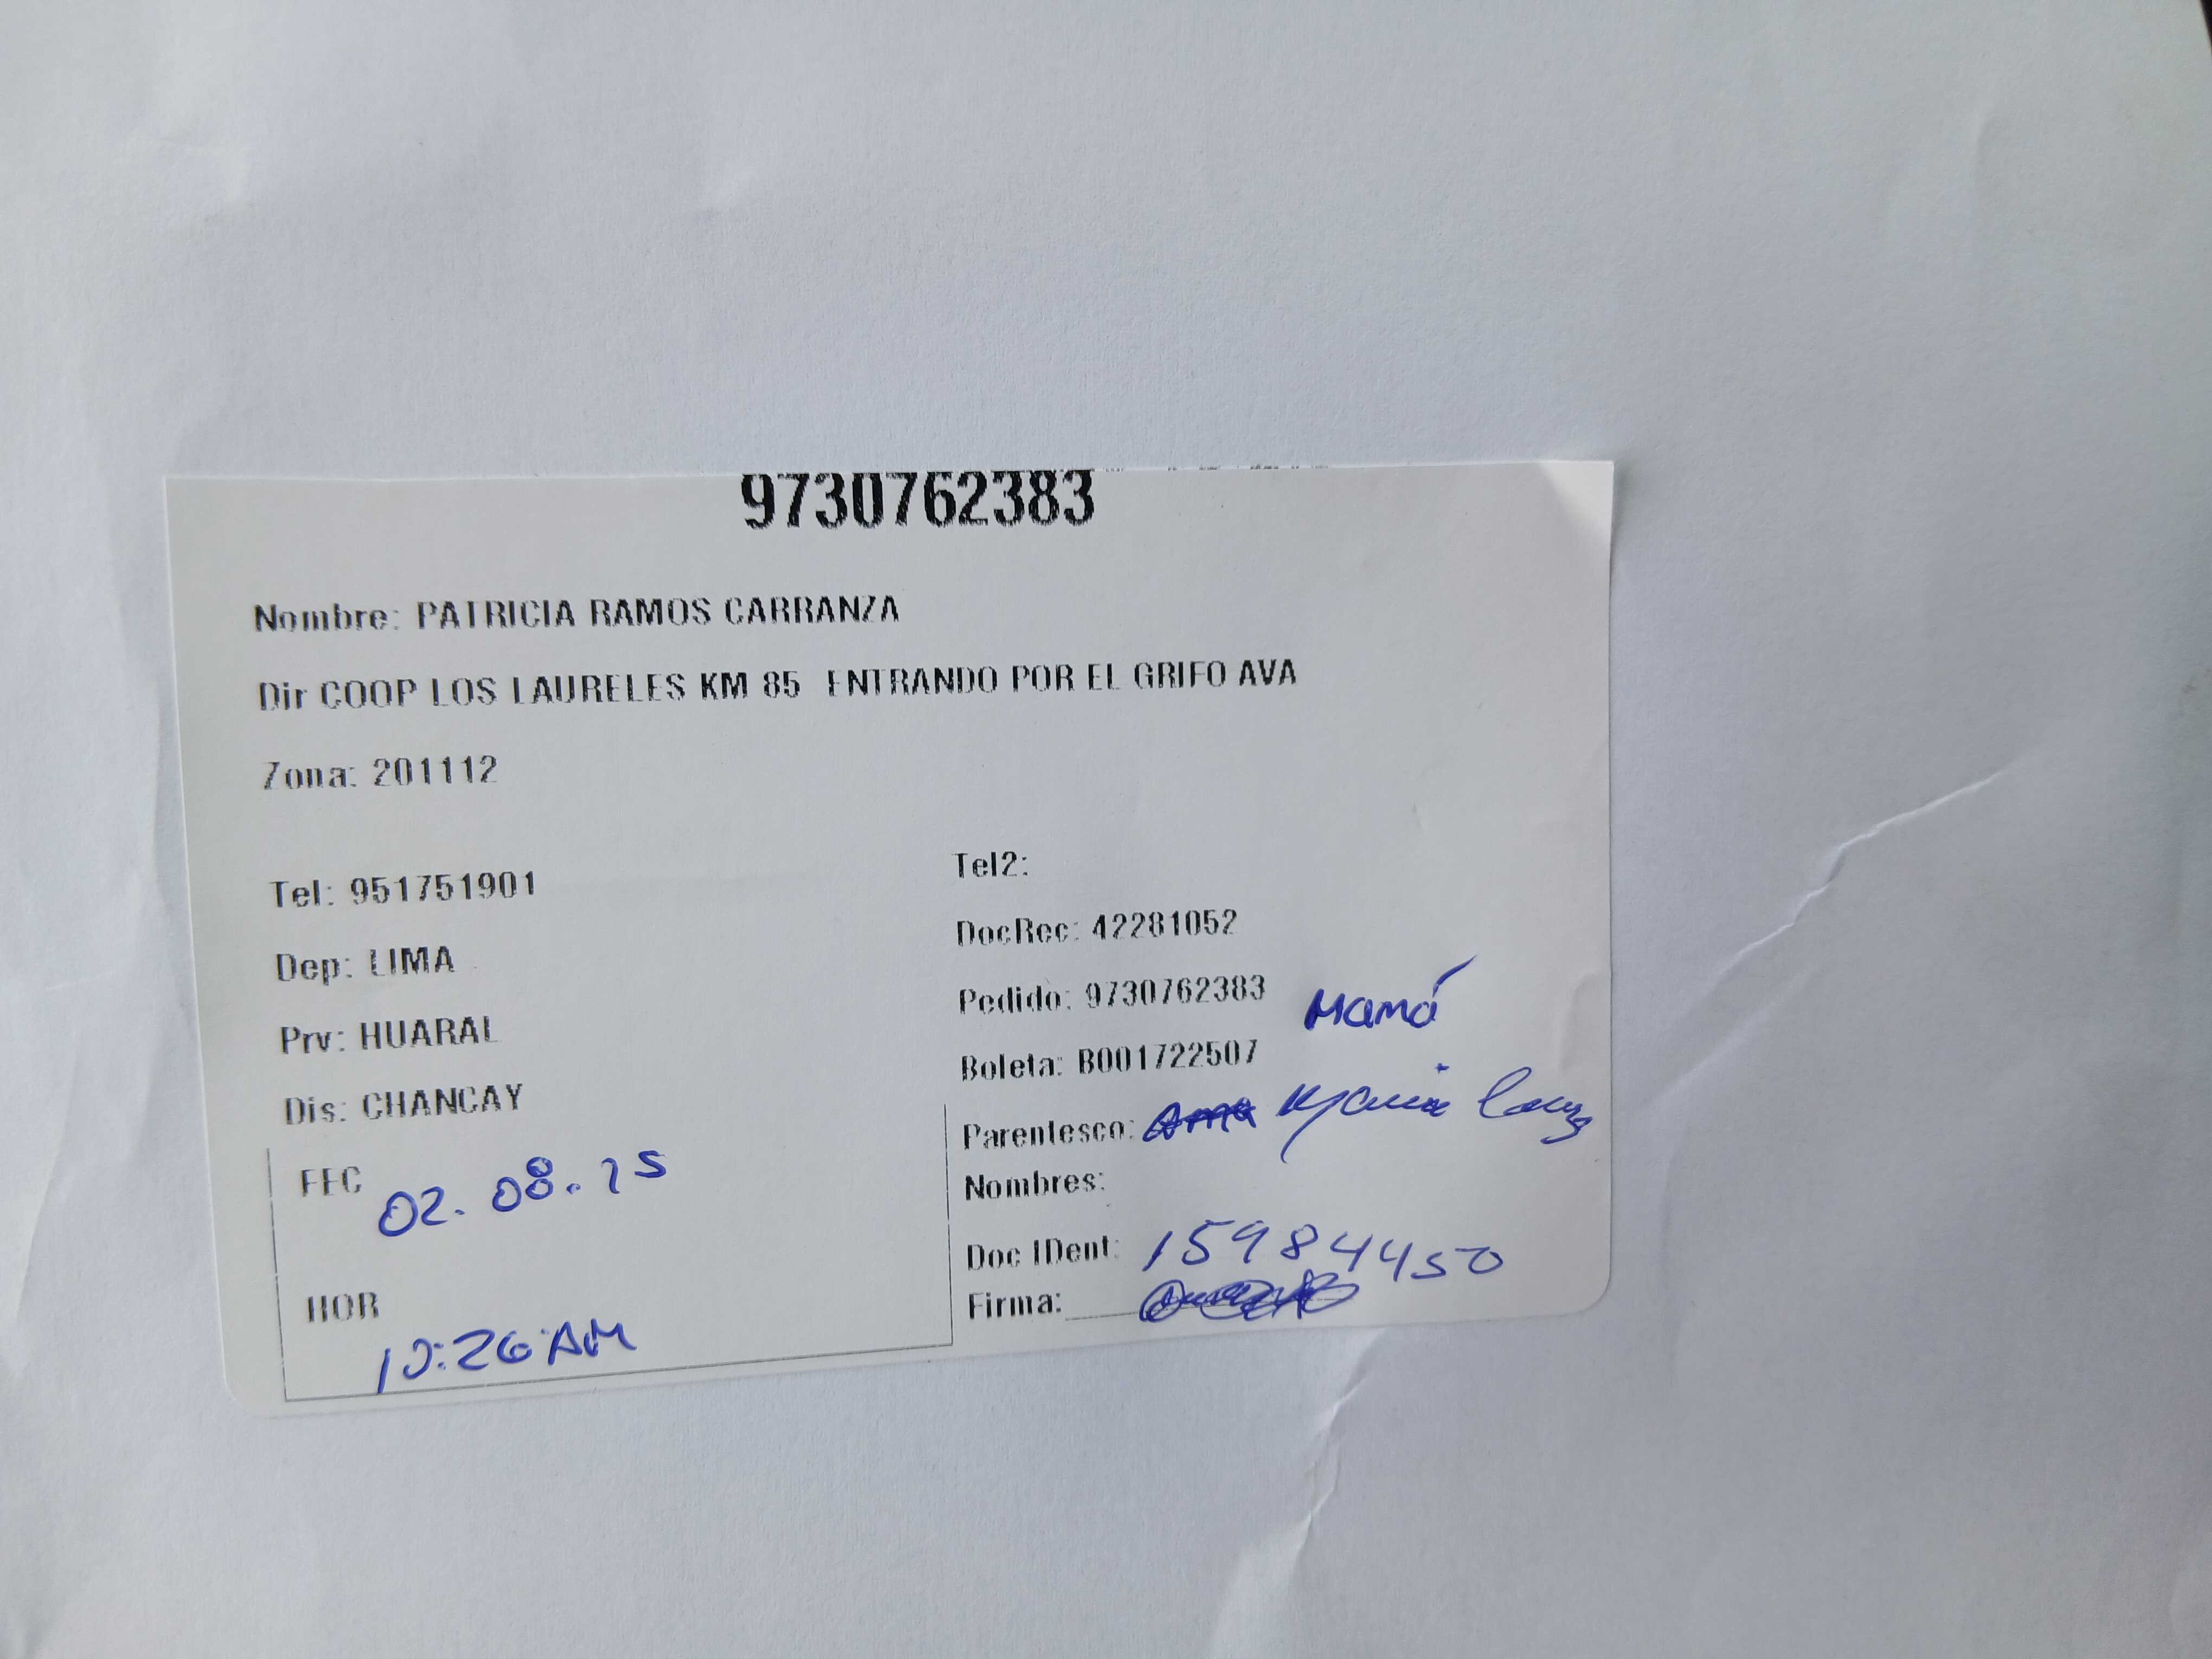 9730762383
Nombre: PATRICIA RAMOS CARRANZA
Dir COOP LOS LAURELES KM 85 ENTRANDO POR EL GRIFO AVA
Zona: 201112
Tel: 951751901
Dep: LIMA
Prv: HUARAL
Dis: CHANCAY
FEC 02.08.25
HOR
10:26 AM
Tel2:
DocRec: 42281052
Pedido: 9730762383
Mamá
Boleta: B001722507
Parentesco: Maria
Nombres:
Doc IDent: 15984450
Firma: